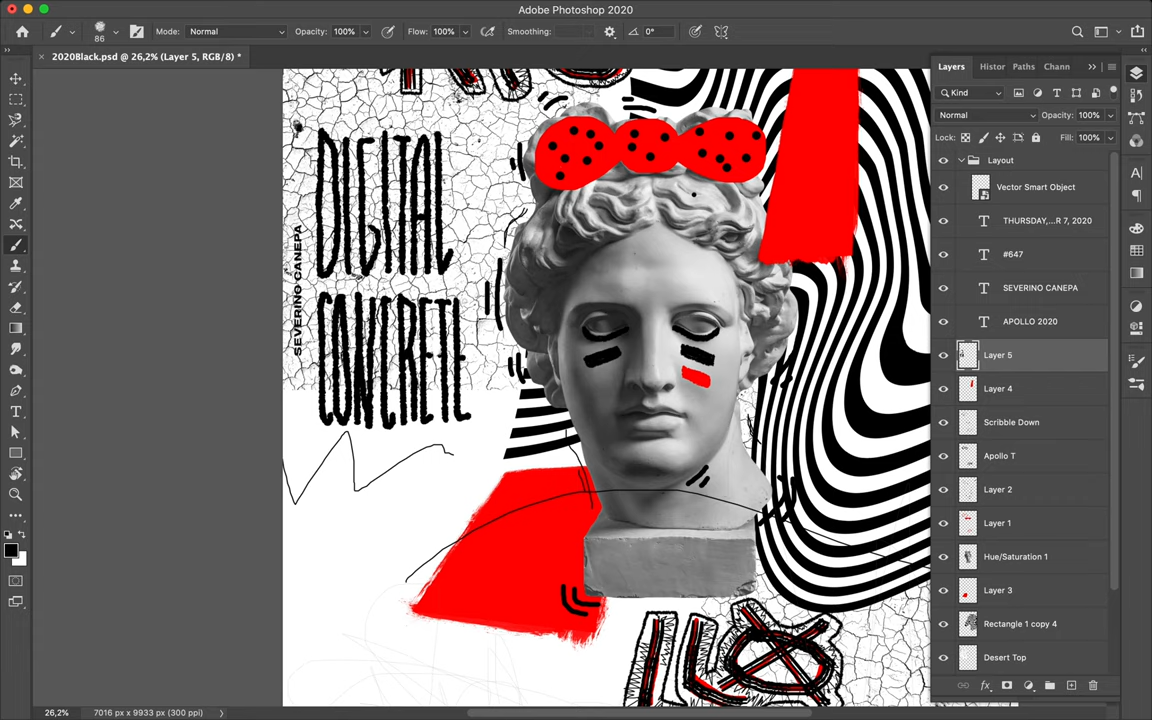 Adobe Photoshop 2020
86
Mode: Normal Opacity: 100% Flow: 100% Smoothing: 0°
2020Black.psd @ 26,2% (Layer 5, RGB/8) *
Layers Histor Paths Chann
Kind
Normal Opacity: 100%
Lock: Fill: 100%
Layout
Vector Smart Object
THURSDAY,...R 7, 2020
#647
SEVERINO CANEPA
APOLLO 2020
Layer 5
Layer 4
Scribble Down
Apollo T
Layer 2
Layer 1
Hue/Saturation 1
Layer 3
Rectangle 1 copy 4
Desert Top
DIGITAL
CONCRETE
SEVERINO CANEPA
26,2% 7016 px x 9933 px (300 ppi)